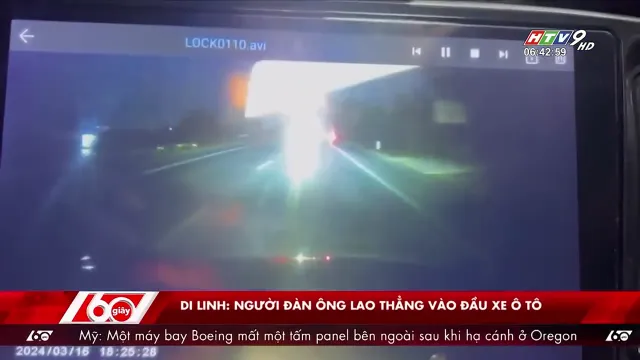 LOCK0110.avi
HTV9 HD
06:42:59
60 giây
DI LINH: NGƯỜI ĐÀN ÔNG LAO THẲNG VÀO ĐẦU XE Ô TÔ
60 Mỹ: Một máy bay Boeing mất một tấm panel bên ngoài sau khi hạ cánh ở Oregon 60
2024/03/16 18:25:28